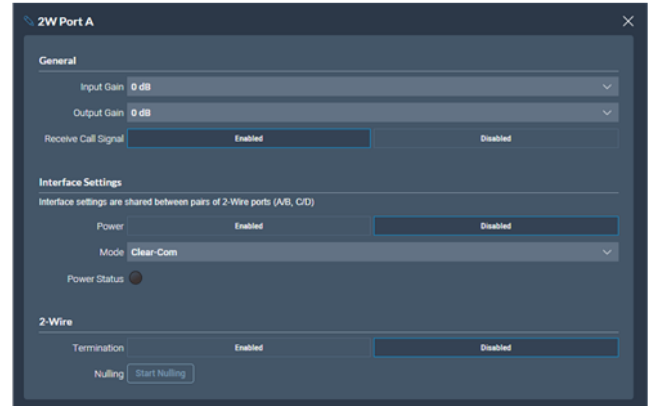 2W Port A
General
Input Gain 0 dB
Output Gain 0 dB
Receive Call Signal Enabled Disabled
Interface Settings
Interface settings are shared between pairs of 2-Wire ports (A/B, C/D)
Power Enabled Disabled
Mode Clear-Com
Power Status
2-Wire
Termination Enabled Disabled
Nulling Start Nulling